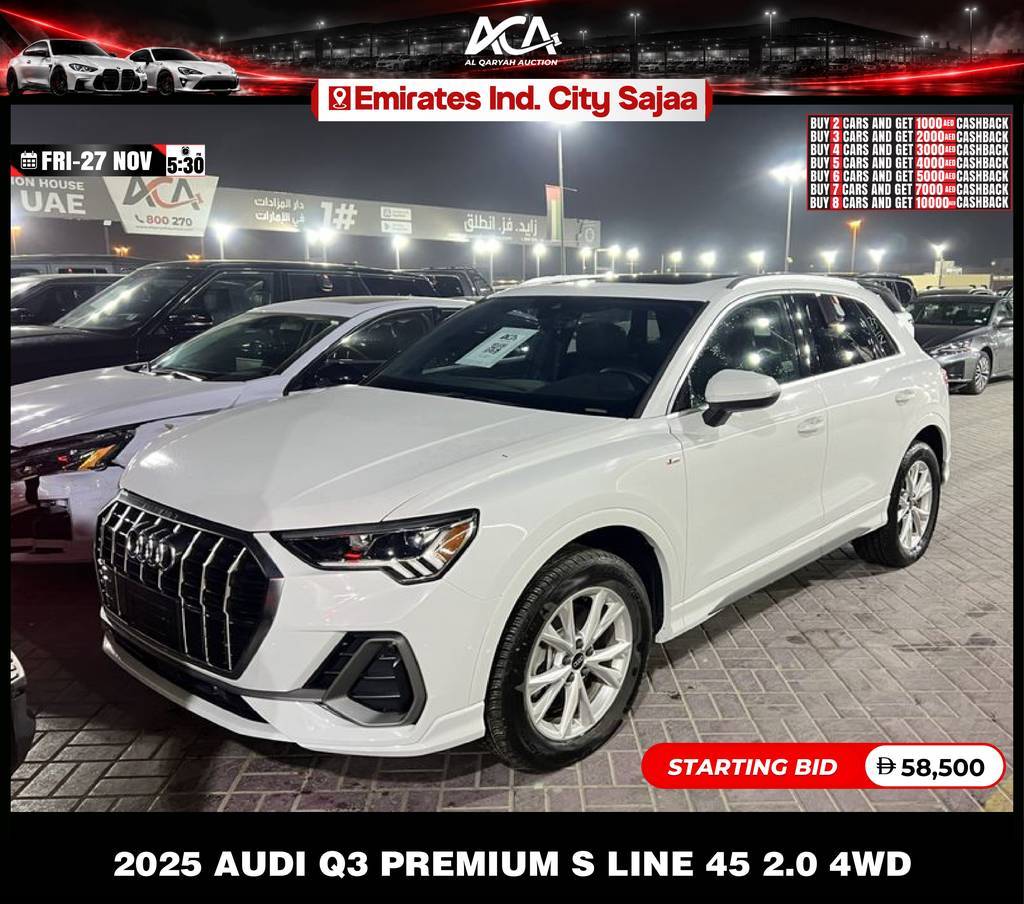 ACA
AL QARYAH AUCTION
Emirates Ind. City Sajaa
FRI-27 NOV 5:30
BUY 2 CARS AND GET 1000 AED CASHBACK
BUY 3 CARS AND GET 2000 AED CASHBACK
BUY 4 CARS AND GET 3000 AED CASHBACK
BUY 5 CARS AND GET 4000 AED CASHBACK
BUY 6 CARS AND GET 5000 AED CASHBACK
BUY 7 CARS AND GET 7000 AED CASHBACK
BUY 8 CARS AND GET 10000 AED CASHBACK
ION HOUSE
UAE
ACA
800 270
دار المزادات
في الإمارات
#1
زايد. فز. انطلق
ACA
STARTING BID 58,500
2025 AUDI Q3 PREMIUM S LINE 45 2.0 4WD